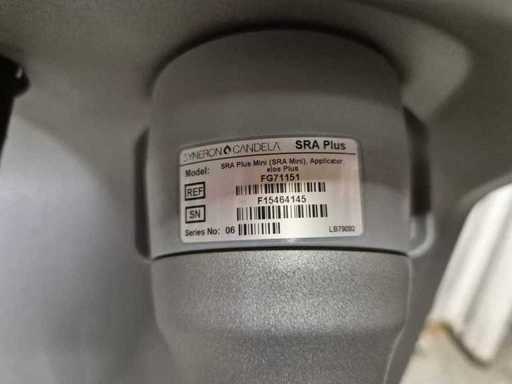 SYNERON CANDELA SRA Plus
Model: SRA Plus Mini (SRA Mini), Applicator
elos Plus
REF FG71151
SN F15464145
Series No: 06